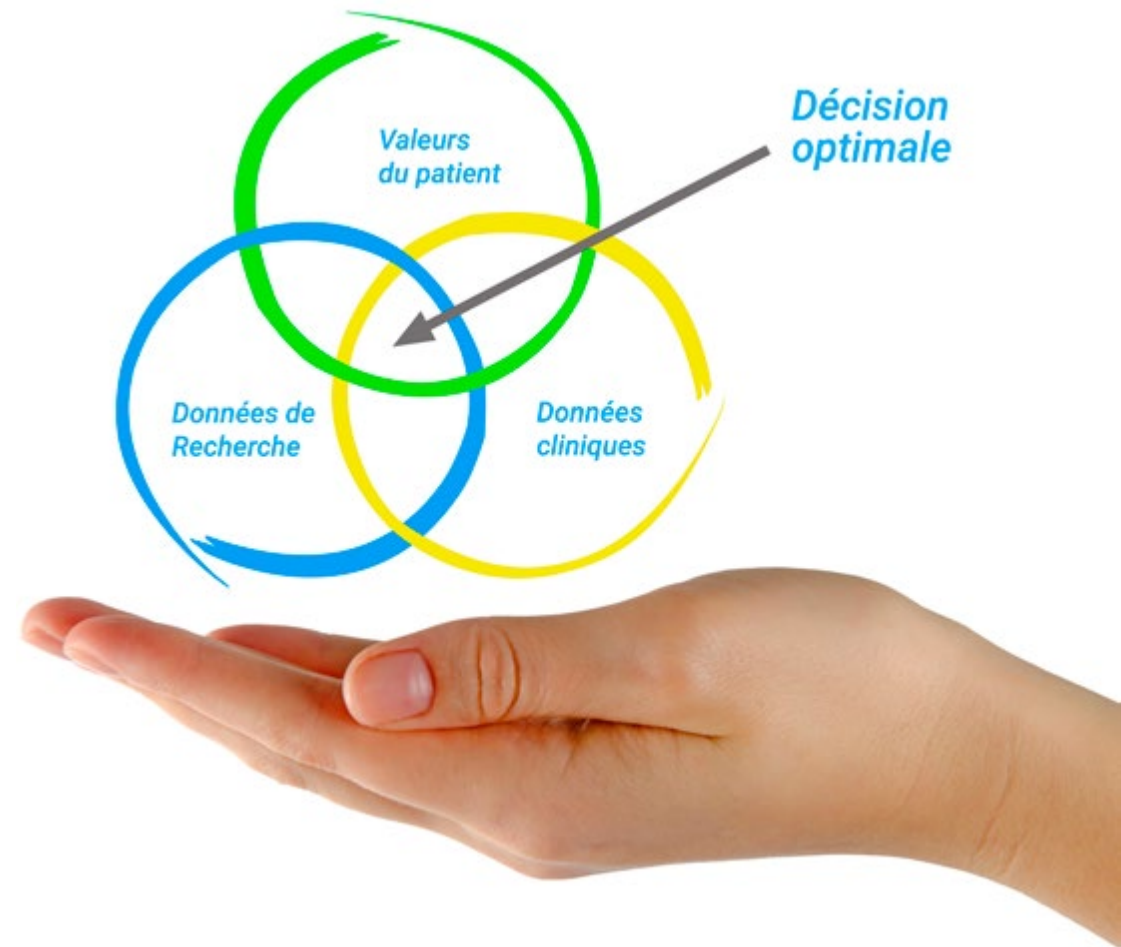 Valeurs
du patient
Décision
optimale
Données de
Recherche
Données
cliniques